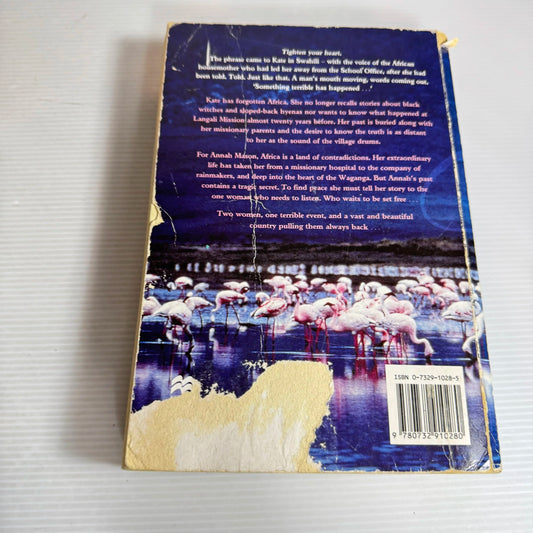 Tighten your heart.
The phrase came to Kate in Swahili – with the voice of the African
housemother who had led her away from the School Office, after she had
been told. Told. Just like that. A man's mouth moving, words coming out.
'Something terrible has happened . . .'
Kate has forgotten Africa. She no longer recalls stories about black
witches and sloped-back hyenas nor wants to know what happened at
Langali Mission almost twenty years before. Her past is buried along with
her missionary parents and the desire to know the truth is as distant
to her as the sound of the village drums.
For Annah Mason, Africa is a land of contradictions. Her extraordinary
life has taken her from a missionary hospital to the company of
rainmakers, and deep into the heart of the Waganga. But Annah's past
contains a tragic secret. To find peace she must tell her story to the
one woman who needs to listen. Who waits to be set free . . .
Two women, one terrible event, and a vast and beautiful
country pulling them always back . . .
ISBN 0-7329-1028-5
9 780732 910280